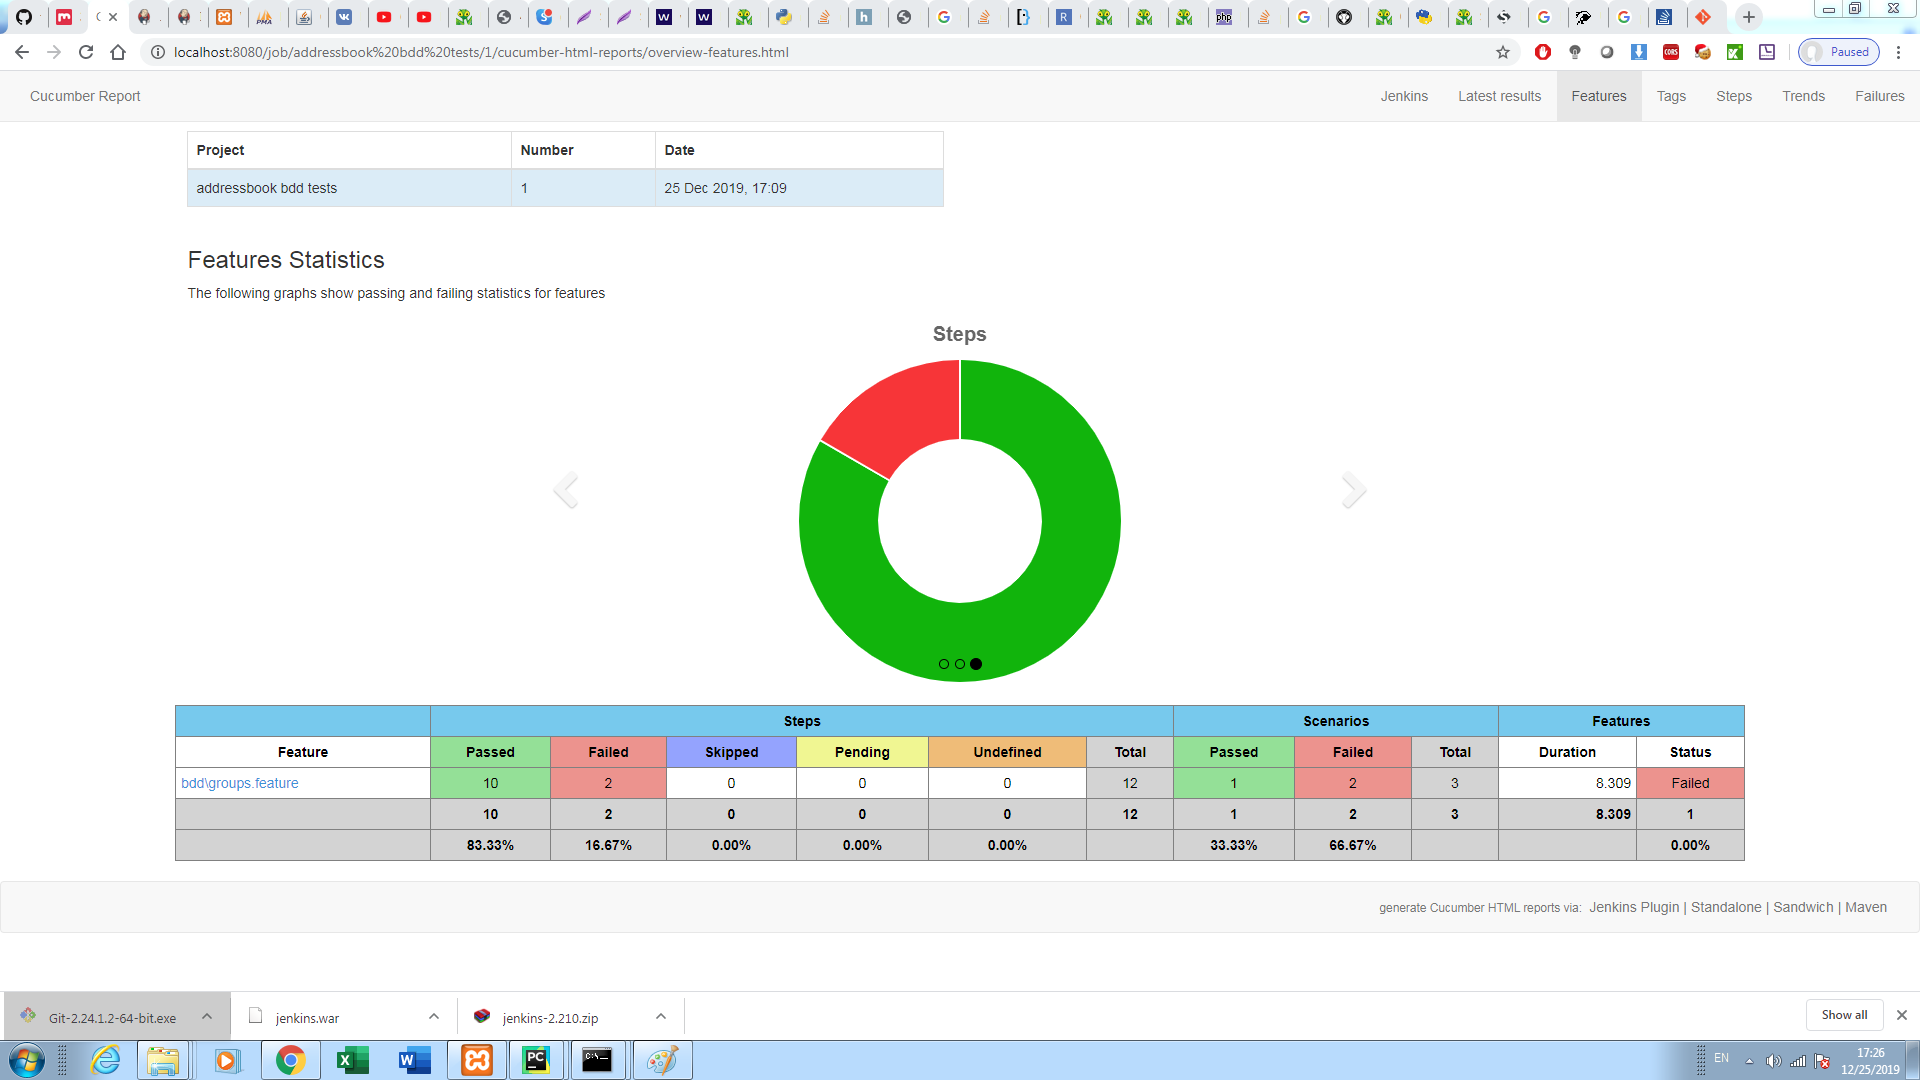 localhost:8080/job/addressbook%20bdd%20tests/1/cucumber-html-reports/overview-features.html
Paused
Cucumber Report
Jenkins Latest results Features Tags Steps Trends Failures
Project Number Date
addressbook bdd tests 1 25 Dec 2019, 17:09
Features Statistics
The following graphs show passing and failing statistics for features
Steps
Steps Scenarios Features
Feature Passed Failed Skipped Pending Undefined Total Passed Failed Total Duration Status
bdd\groups.feature 10 2 0 0 0 12 1 2 3 8.309 Failed
10 2 0 0 0 12 1 2 3 8.309 1
83.33% 16.67% 0.00% 0.00% 0.00% 33.33% 66.67% 0.00%
generate Cucumber HTML reports via: Jenkins Plugin | Standalone | Sandwich | Maven
Git-2.24.1.2-64-bit.exe jenkins.war jenkins-2.210.zip Show all
EN 17:26
12/25/2019